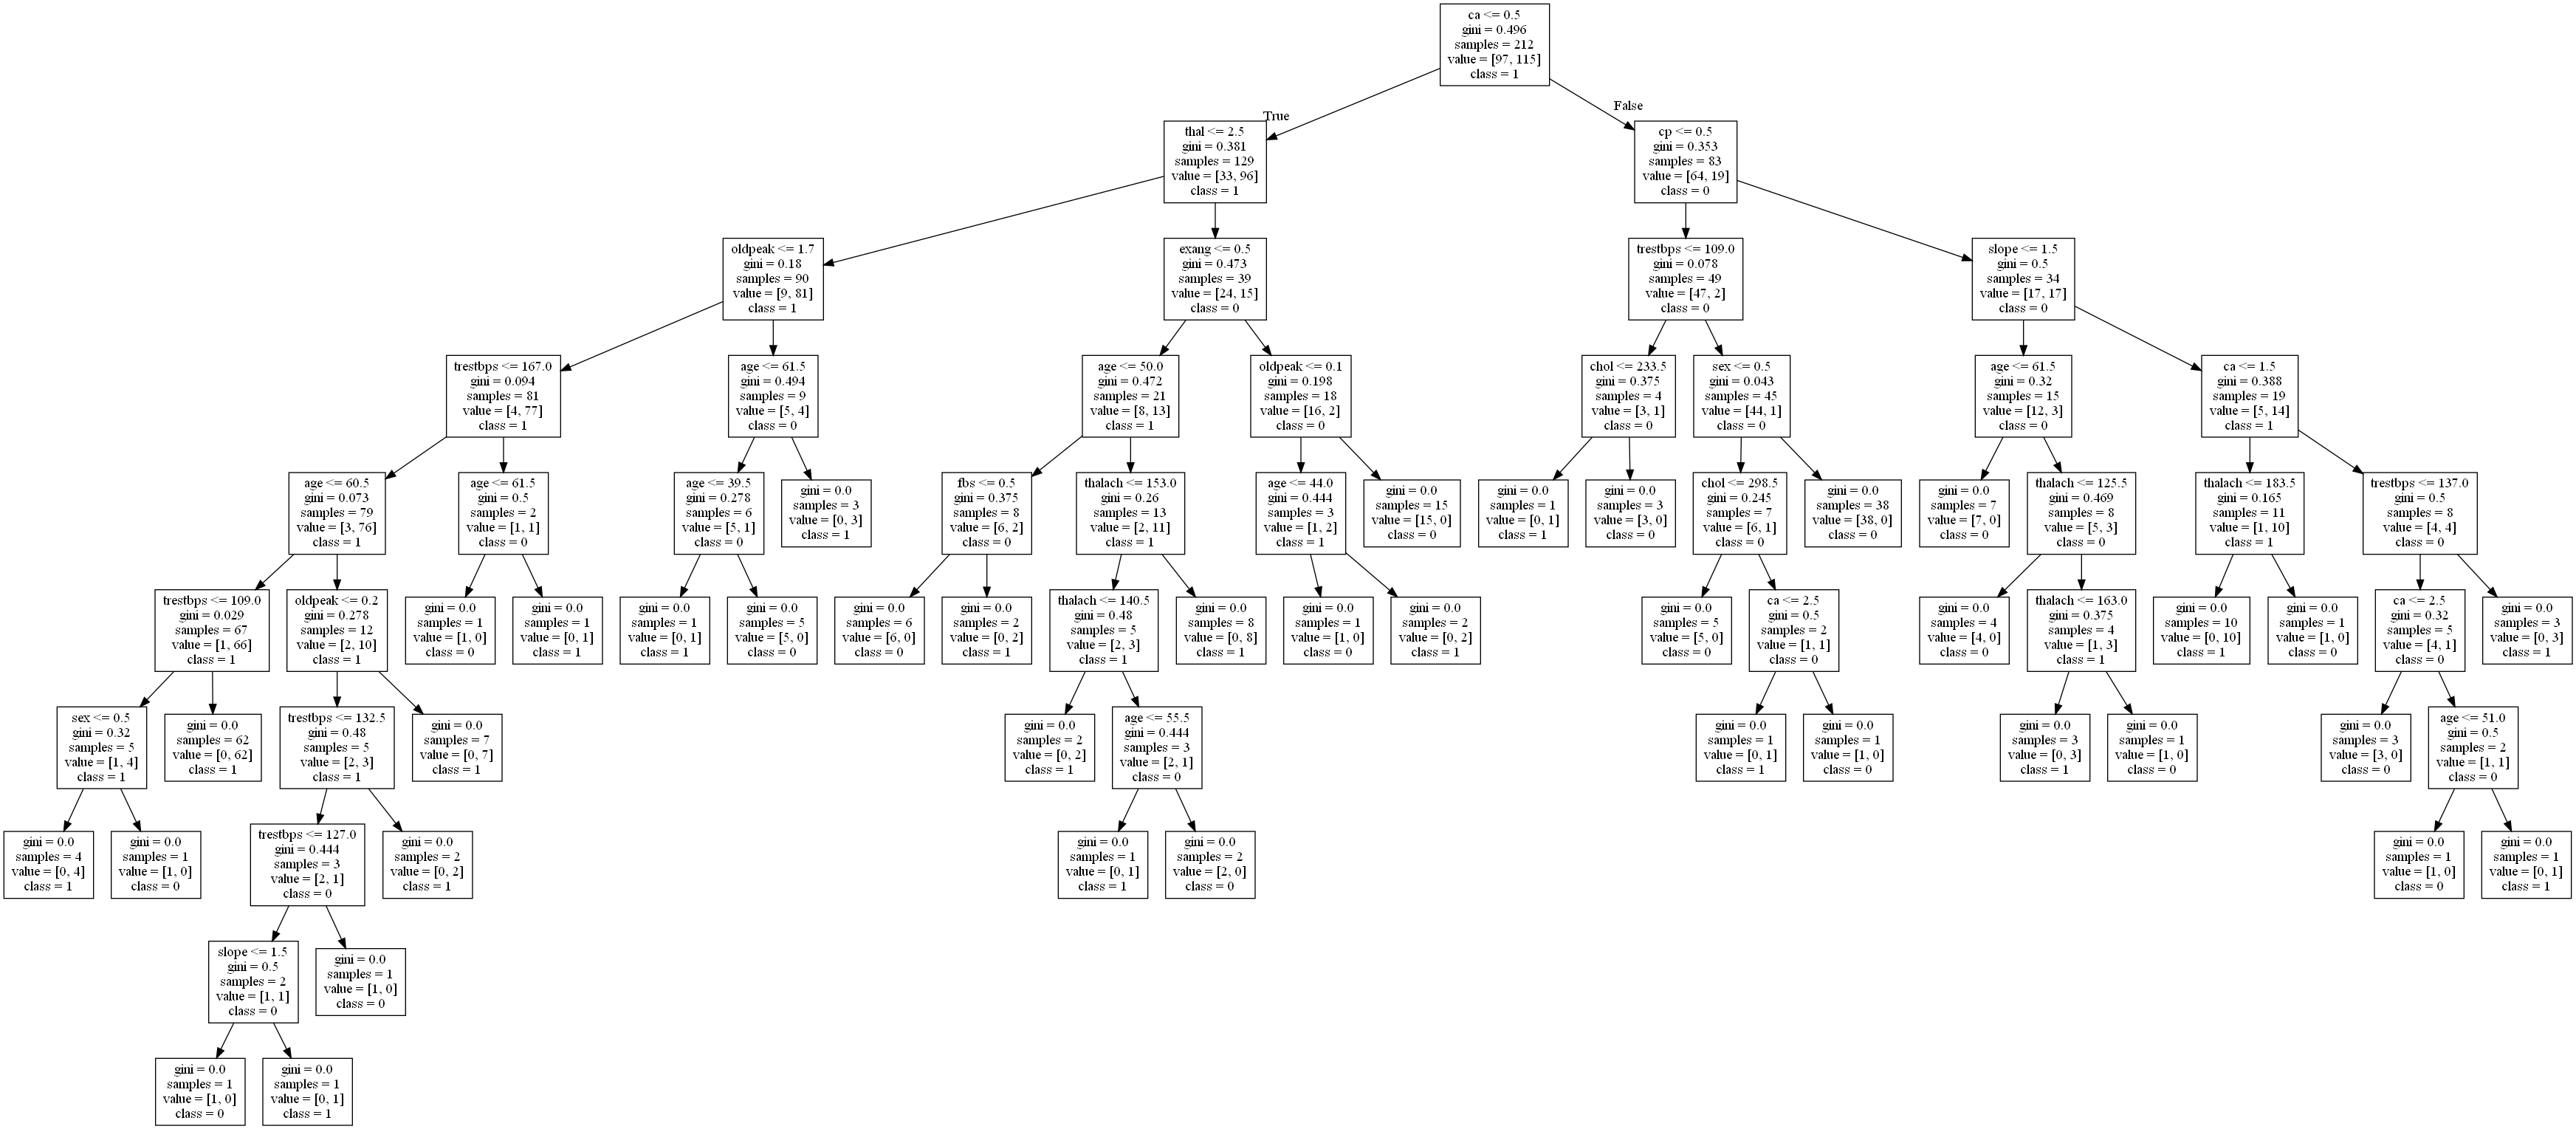 ca <= 0.5
gini = 0.496
samples = 212
value = [97, 115]
class = 1
True
False
thal <= 2.5
gini = 0.381
samples = 129
value = [33, 96]
class = 1
cp <= 0.5
gini = 0.353
samples = 83
value = [64, 19]
class = 0
oldpeak <= 1.7
gini = 0.18
samples = 90
value = [9, 81]
class = 1
exang <= 0.5
gini = 0.473
samples = 39
value = [24, 15]
class = 0
trestbps <= 109.0
gini = 0.078
samples = 49
value = [47, 2]
class = 0
slope <= 1.5
gini = 0.5
samples = 34
value = [17, 17]
class = 0
trestbps <= 167.0
gini = 0.094
samples = 81
value = [4, 77]
class = 1
age <= 61.5
gini = 0.494
samples = 9
value = [5, 4]
class = 0
age <= 50.0
gini = 0.472
samples = 21
value = [8, 13]
class = 1
oldpeak <= 0.1
gini = 0.198
samples = 18
value = [16, 2]
class = 0
chol <= 233.5
gini = 0.375
samples = 4
value = [3, 1]
class = 0
sex <= 0.5
gini = 0.043
samples = 45
value = [44, 1]
class = 0
age <= 61.5
gini = 0.32
samples = 15
value = [12, 3]
class = 0
ca <= 1.5
gini = 0.388
samples = 19
value = [5, 14]
class = 1
age <= 60.5
gini = 0.073
samples = 79
value = [3, 76]
class = 1
age <= 61.5
gini = 0.5
samples = 2
value = [1, 1]
class = 0
age <= 39.5
gini = 0.278
samples = 6
value = [5, 1]
class = 0
gini = 0.0
samples = 3
value = [0, 3]
class = 1
fbs <= 0.5
gini = 0.375
samples = 8
value = [6, 2]
class = 0
thalach <= 153.0
gini = 0.26
samples = 13
value = [2, 11]
class = 1
age <= 44.0
gini = 0.444
samples = 3
value = [1, 2]
class = 1
gini = 0.0
samples = 15
value = [15, 0]
class = 0
gini = 0.0
samples = 1
value = [0, 1]
class = 1
gini = 0.0
samples = 3
value = [3, 0]
class = 0
chol <= 298.5
gini = 0.245
samples = 7
value = [6, 1]
class = 0
gini = 0.0
samples = 38
value = [38, 0]
class = 0
gini = 0.0
samples = 7
value = [7, 0]
class = 0
thalach <= 125.5
gini = 0.469
samples = 8
value = [5, 3]
class = 0
thalach <= 183.5
gini = 0.165
samples = 11
value = [1, 10]
class = 1
trestbps <= 137.0
gini = 0.5
samples = 8
value = [4, 4]
class = 0
trestbps <= 109.0
gini = 0.029
samples = 67
value = [1, 66]
class = 1
oldpeak <= 0.2
gini = 0.278
samples = 12
value = [2, 10]
class = 1
gini = 0.0
samples = 1
value = [1, 0]
class = 0
gini = 0.0
samples = 1
value = [0, 1]
class = 1
gini = 0.0
samples = 1
value = [0, 1]
class = 1
gini = 0.0
samples = 5
value = [5, 0]
class = 0
gini = 0.0
samples = 6
value = [6, 0]
class = 0
gini = 0.0
samples = 2
value = [0, 2]
class = 1
thalach <= 140.5
gini = 0.48
samples = 5
value = [2, 3]
class = 1
gini = 0.0
samples = 8
value = [0, 8]
class = 1
gini = 0.0
samples = 1
value = [1, 0]
class = 0
gini = 0.0
samples = 2
value = [0, 2]
class = 1
gini = 0.0
samples = 5
value = [5, 0]
class = 0
ca <= 2.5
gini = 0.5
samples = 2
value = [1, 1]
class = 0
gini = 0.0
samples = 4
value = [4, 0]
class = 0
thalach <= 163.0
gini = 0.375
samples = 4
value = [1, 3]
class = 1
gini = 0.0
samples = 10
value = [0, 10]
class = 1
gini = 0.0
samples = 1
value = [1, 0]
class = 0
ca <= 2.5
gini = 0.32
samples = 5
value = [4, 1]
class = 0
gini = 0.0
samples = 3
value = [0, 3]
class = 1
sex <= 0.5
gini = 0.32
samples = 5
value = [1, 4]
class = 1
gini = 0.0
samples = 62
value = [0, 62]
class = 1
trestbps <= 132.5
gini = 0.48
samples = 5
value = [2, 3]
class = 1
gini = 0.0
samples = 7
value = [0, 7]
class = 1
gini = 0.0
samples = 2
value = [0, 2]
class = 1
age <= 55.5
gini = 0.444
samples = 3
value = [2, 1]
class = 0
gini = 0.0
samples = 1
value = [0, 1]
class = 1
gini = 0.0
samples = 1
value = [1, 0]
class = 0
gini = 0.0
samples = 3
value = [0, 3]
class = 1
gini = 0.0
samples = 1
value = [1, 0]
class = 0
gini = 0.0
samples = 3
value = [3, 0]
class = 0
age <= 51.0
gini = 0.5
samples = 2
value = [1, 1]
class = 0
gini = 0.0
samples = 4
value = [0, 4]
class = 1
gini = 0.0
samples = 1
value = [1, 0]
class = 0
trestbps <= 127.0
gini = 0.444
samples = 3
value = [2, 1]
class = 0
gini = 0.0
samples = 2
value = [0, 2]
class = 1
gini = 0.0
samples = 1
value = [0, 1]
class = 1
gini = 0.0
samples = 2
value = [2, 0]
class = 0
gini = 0.0
samples = 1
value = [1, 0]
class = 0
gini = 0.0
samples = 1
value = [0, 1]
class = 1
slope <= 1.5
gini = 0.5
samples = 2
value = [1, 1]
class = 0
gini = 0.0
samples = 1
value = [1, 0]
class = 0
gini = 0.0
samples = 1
value = [1, 0]
class = 0
gini = 0.0
samples = 1
value = [0, 1]
class = 1